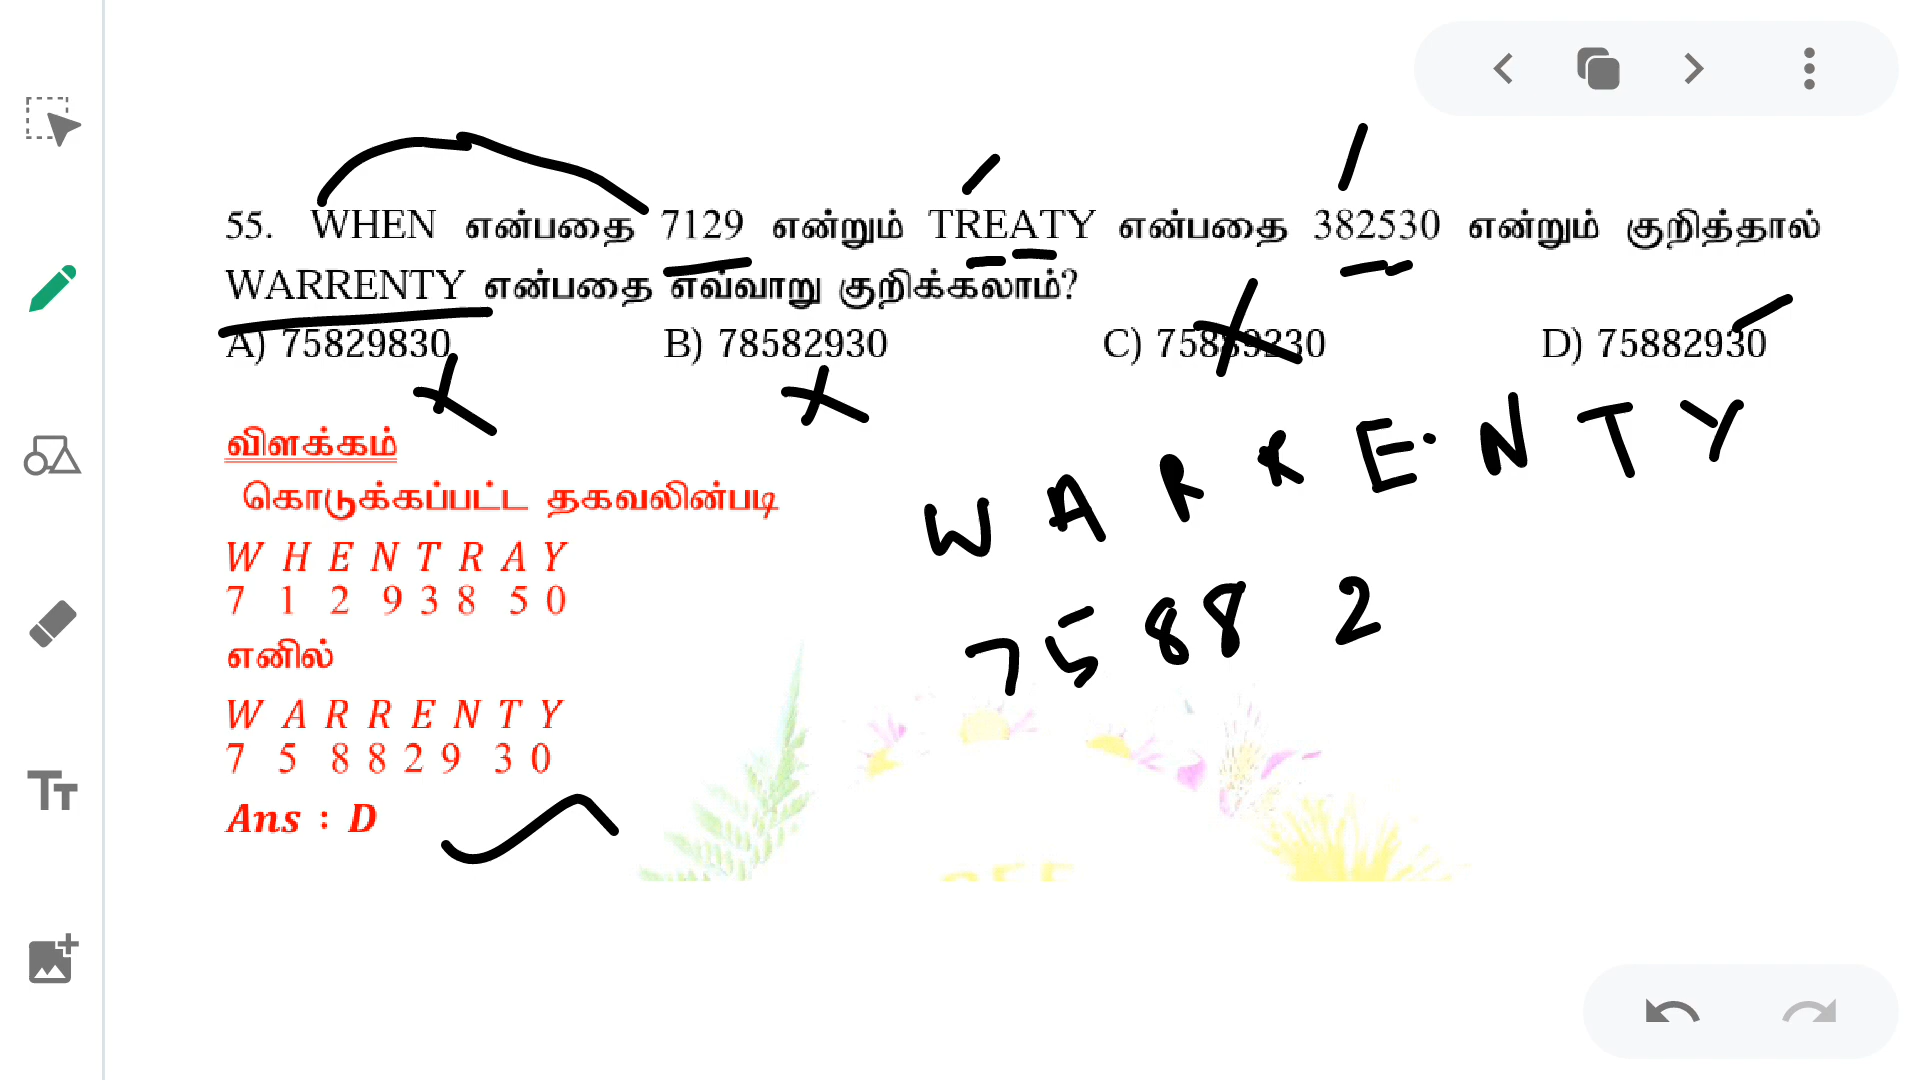 55. WHEN என்பதை 7129 என்றும் TREATY என்பதை 382530 என்றும் குறித்தால்
WARRENTY என்பதை எவ்வாறு குறிக்கலாம்?
A) 75829830 B) 78582930 C) 75889230 D) 75882930
விளக்கம்
கொடுக்கப்பட்ட தகவலின்படி
W H E N T R A Y
7 1 2 9 3 8 5 0
எனில்
W A R R E N T Y
7 5 8 8 2 9 3 0
Ans : D
W A R R E N T Y
7 5 8 8 2